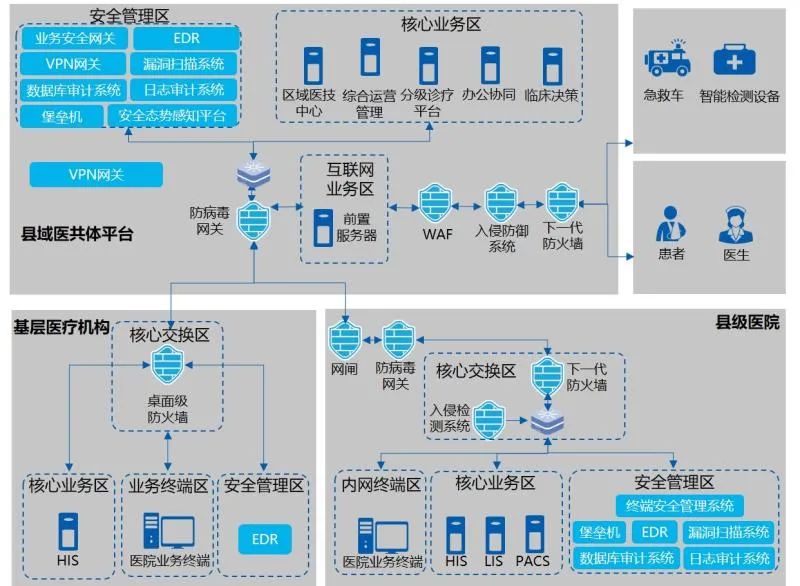 安全管理区
业务安全网关
EDR
VPN网关
漏洞扫描系统
数据库审计系统
日志审计系统
堡垒机
安全态势感知平台
VPN网关
核心业务区
区域医技
中心
综合运营
管理
分级诊疗
平台
办公协同
临床决策
急救车
智能检测设备
防病毒
网关
互联网
业务区
前置
服务器
WAF
入侵防御
系统
下一代
防火墙
患者
医生
县域医共体平台
基层医疗机构
核心交换区
桌面级
防火墙
核心业务区
HIS
业务终端区
医院业务终端
安全管理区
EDR
县级医院
网闸
防病毒
网关
核心交换区
下一代
防火墙
入侵检
测系统
内网终端区
医院业务终端
核心业务区
HIS
LIS
PACS
安全管理区
终端安全管理系统
堡垒机
EDR
漏洞扫描系统
数据库审计系统
日志审计系统